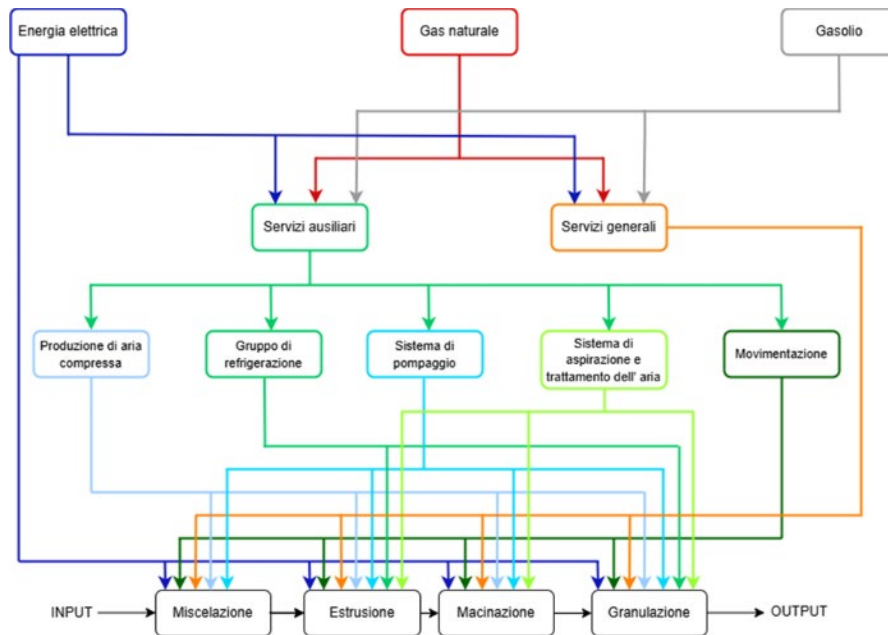 Energia elettrica
Gas naturale
Gasolio
Servizi ausiliari
Servizi generali
Produzione di aria
compressa
Gruppo di
refrigerazione
Sistema di
pompaggio
Sistema di
aspirazione e
trattamento dell' aria
Movimentazione
INPUT
Miscelazione
Estrusione
Macinazione
Granulazione
OUTPUT